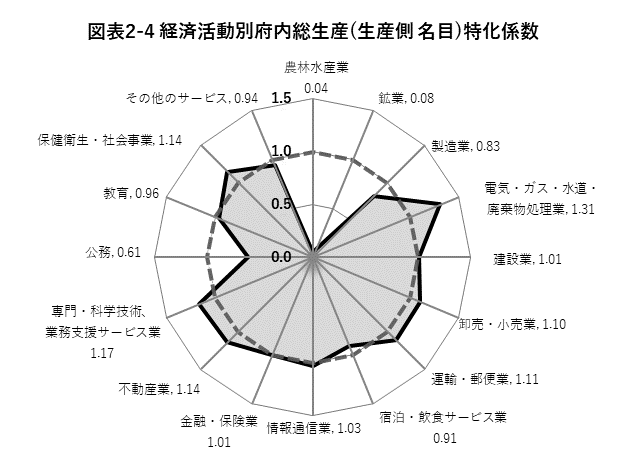 図表2-4 経済活動別府内総生産(生産側 名目)特化係数
農林水産業
0.04
鉱業, 0.08
製造業, 0.83
電気・ガス・水道・
廃棄物処理業, 1.31
建設業, 1.01
卸売・小売業, 1.10
運輸・郵便業, 1.11
宿泊・飲食サービス業
0.91
情報通信業, 1.03
金融・保険業
1.01
不動産業, 1.14
専門・科学技術、
業務支援サービス業
1.17
公務, 0.61
教育, 0.96
保健衛生・社会事業, 1.14
その他のサービス, 0.94
1.5
1.0
0.5
0.0